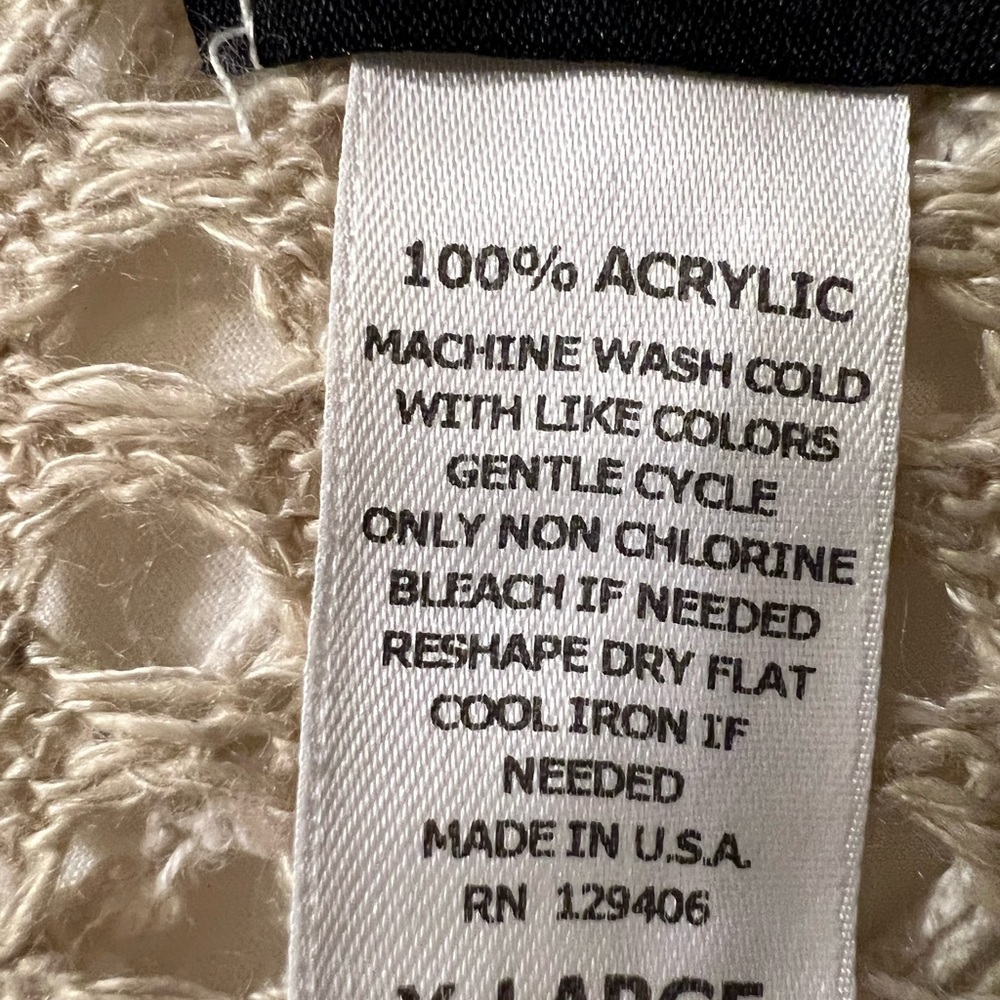 100% ACRYLIC
MACHINE WASH COLD
WITH LIKE COLORS
GENTLE CYCLE
ONLY NON CHLORINE
BLEACH IF NEEDED
RESHAPE DRY FLAT
COOL IRON IF
NEEDED
MADE IN U.S.A.
RN 129406
X-LARGE